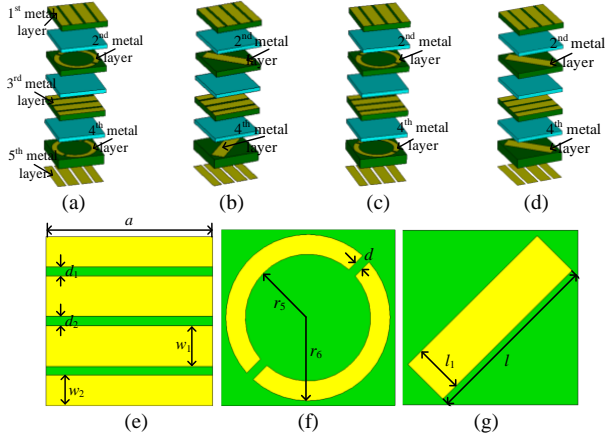 1st metal layer
2nd metal layer
3rd metal layer
4th metal layer
5th metal layer
2nd metal layer
4th metal layer
2nd metal layer
4th metal layer
2nd metal layer
4th metal layer
(a) (b) (c) (d)
a
d1
d2
w1
w2
r5
r6
d
l1
l
(e) (f) (g)